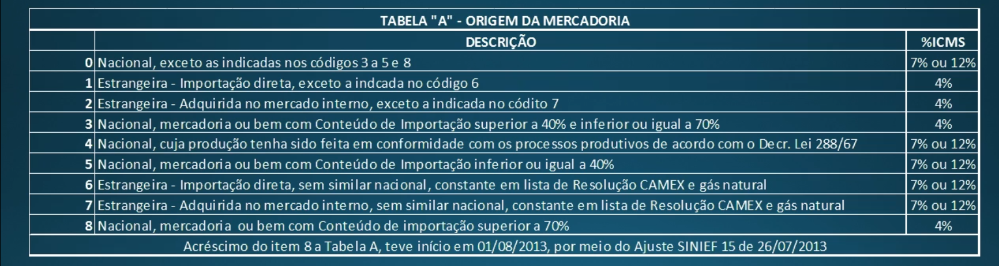 TABELA "A" - ORIGEM DA MERCADORIA
DESCRIÇÃO %ICMS
0 Nacional, exceto as indicadas nos códigos 3 a 5 e 8 7% ou 12%
1 Estrangeira - Importação direta, exceto a indcada no código 6 4%
2 Estrangeira - Adquirida no mercado interno, exceto a indicada no códito 7 4%
3 Nacional, mercadoria ou bem com Conteúdo de Importação superior a 40% e inferior ou igual a 70% 4%
4 Nacional, cuja produção tenha sido feita em conformidade com os processos produtivos de acordo com o Decr. Lei 288/67 7% ou 12%
5 Nacional, mercadoria ou bem com Conteúdo de Importação inferior ou igual a 40% 7% ou 12%
6 Estrangeira - Importação direta, sem similar nacional, constante em lista de Resolução CAMEX e gás natural 7% ou 12%
7 Estrangeira - Adquirida no mercado interno, sem similar nacional, constante em lista de Resolução CAMEX e gás natural 7% ou 12%
8 Nacional, mercadoria ou bem com Conteúdo de importação superior a 70% 4%
Acréscimo do item 8 a Tabela A, teve início em 01/08/2013, por meio do Ajuste SINIEF 15 de 26/07/2013